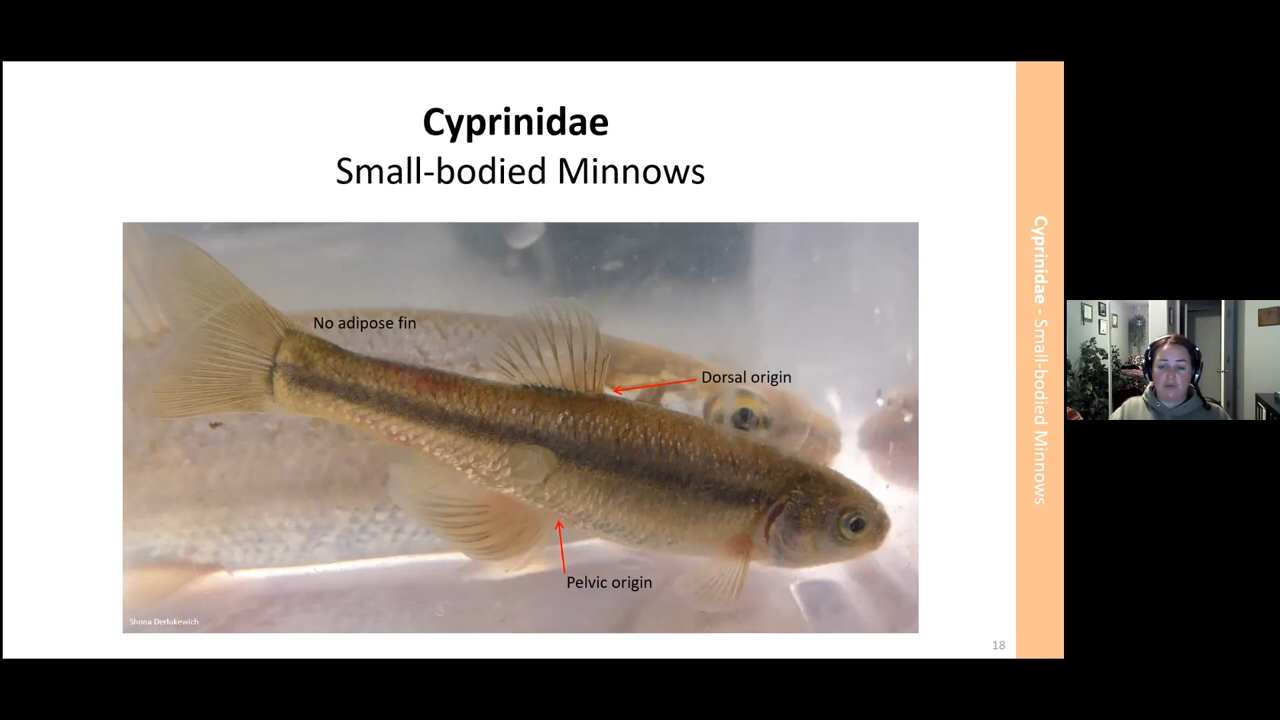 Cyprinidae
Small-bodied Minnows
No adipose fin
Dorsal origin
Pelvic origin
Shona Derlukewich
18
Cyprinidae - Small-bodied Minnows